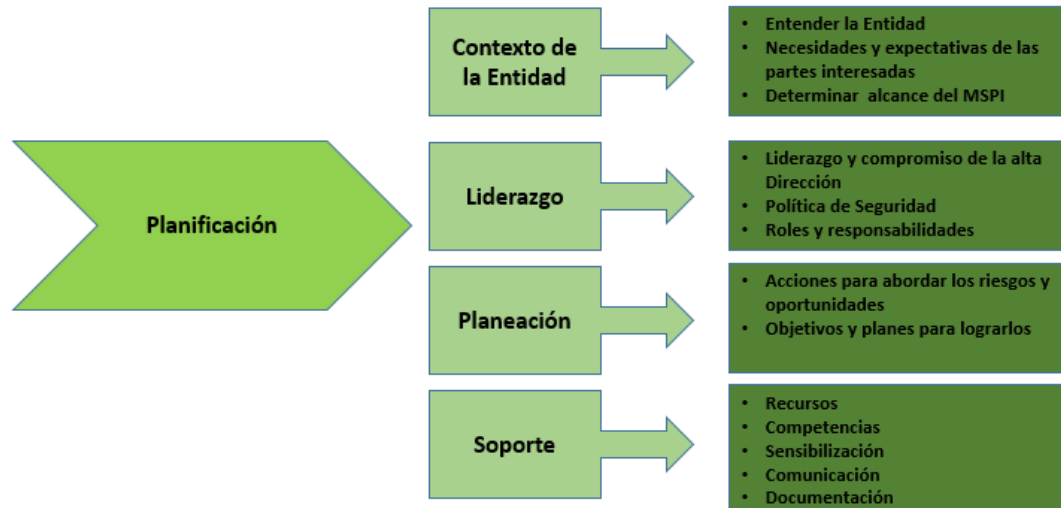 Planificación
Contexto de
la Entidad
• Entender la Entidad
• Necesidades y expectativas de las
partes interesadas
• Determinar alcance del MSPI
Liderazgo
• Liderazgo y compromiso de la alta
Dirección
• Política de Seguridad
• Roles y responsabilidades
Planeación
• Acciones para abordar los riesgos y
oportunidades
• Objetivos y planes para lograrlos
Soporte
• Recursos
• Competencias
• Sensibilización
• Comunicación
• Documentación